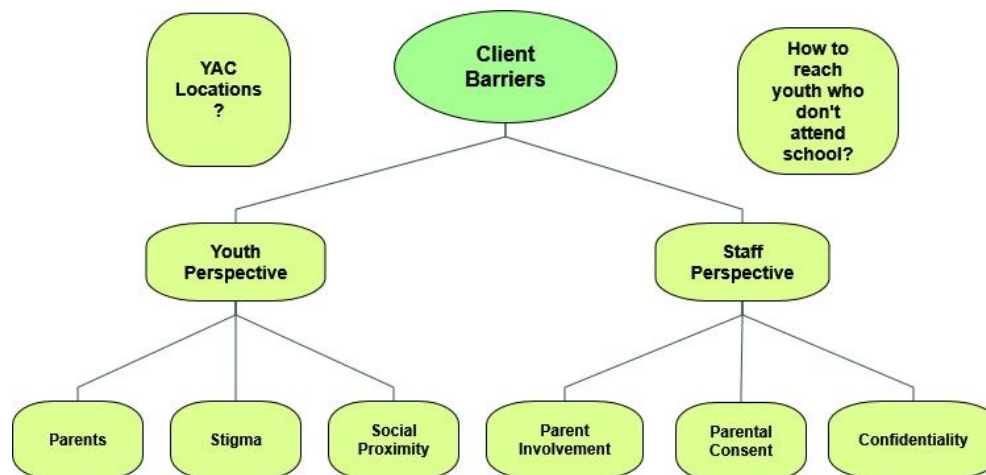 YAC
Locations
?
Client
Barriers
How to
reach
youth who
don't
attend
school?
Youth
Perspective
Staff
Perspective
Parents
Stigma
Social
Proximity
Parent
Involvement
Parental
Consent
Confidentiality